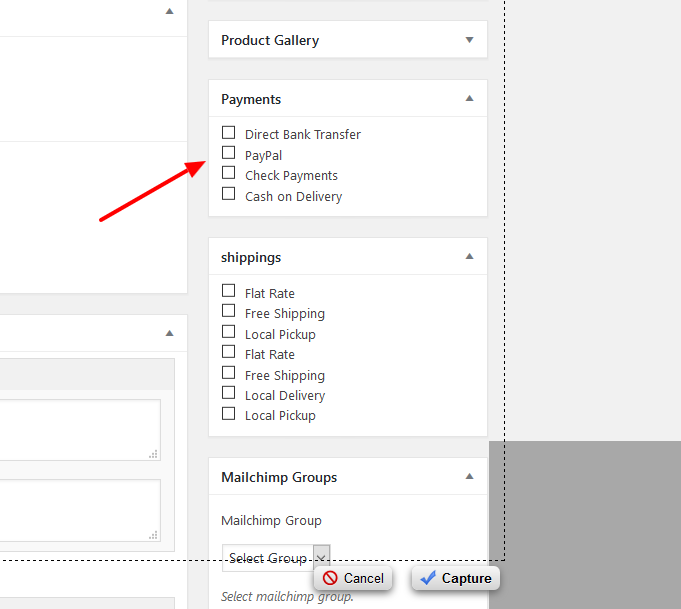 Product Gallery
Payments
Direct Bank Transfer
PayPal
Check Payments
Cash on Delivery
shippings
Flat Rate
Free Shipping
Local Pickup
Flat Rate
Free Shipping
Local Delivery
Local Pickup
Mailchimp Groups
Mailchimp Group
Select Group
Cancel
Capture
Select mailchimp group.